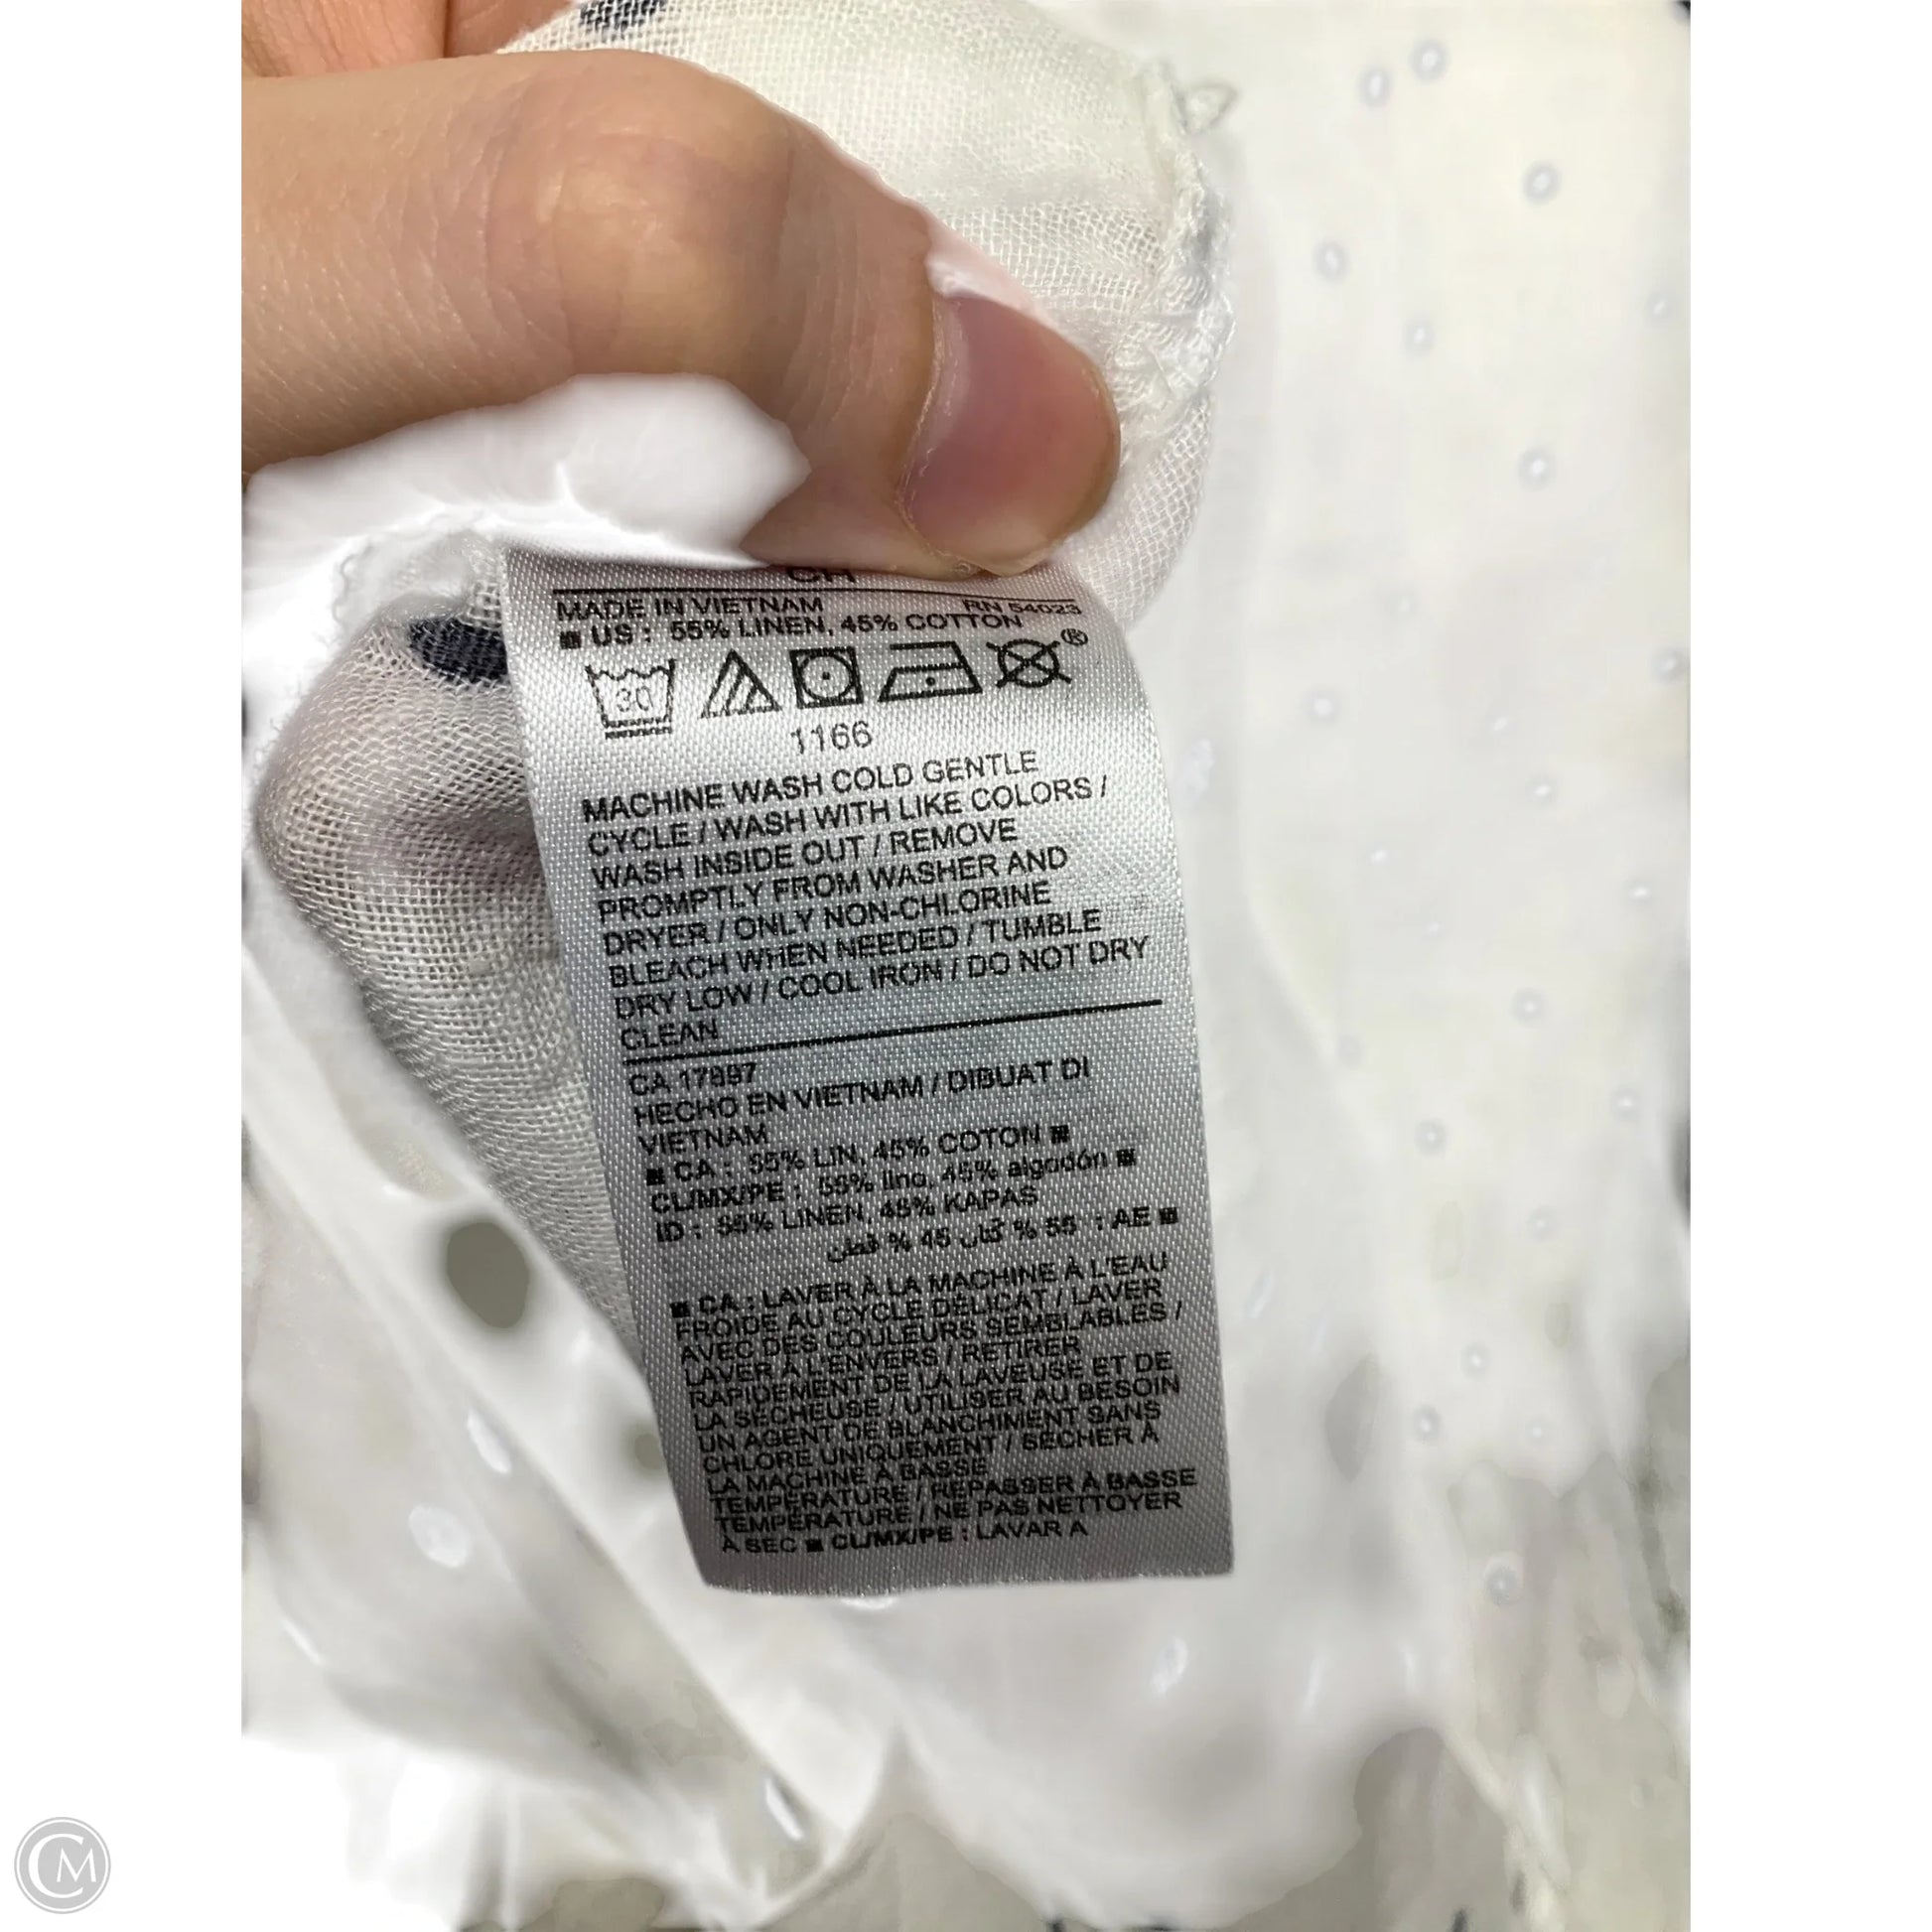 CH
MADE IN VIETNAM RN 54023
■ US : 55% LINEN, 45% COTTON
30 ®
1166
MACHINE WASH COLD GENTLE
CYCLE / WASH WITH LIKE COLORS /
WASH INSIDE OUT / REMOVE
PROMPTLY FROM WASHER AND
DRYER / ONLY NON-CHLORINE
BLEACH WHEN NEEDED / TUMBLE
DRY LOW / COOL IRON / DO NOT DRY
CLEAN
CA 17897
HECHO EN VIETNAM / DIBUAT DI
VIETNAM
■ CA : 55% LIN, 45% COTON ■
CL/MX/PE : 55% lino, 45% algodón ■
ID : 55% LINEN, 45% KAPAS
■ AE : 55 % كتان 45 % قطن
■ CA : LAVER À LA MACHINE À L'EAU
FROIDE AU CYCLE DÉLICAT / LAVER
AVEC DES COULEURS SEMBLABLES /
LAVER À L'ENVERS / RETIRER
RAPIDEMENT DE LA LAVEUSE ET DE
LA SÉCHEUSE / UTILISER AU BESOIN
UN AGENT DE BLANCHIMENT SANS
CHLORE UNIQUEMENT / SÉCHER À
LA MACHINE À BASSE
TEMPÉRATURE / REPASSER À BASSE
TEMPÉRATURE / NE PAS NETTOYER
À SEC ■ CL/MX/PE : LAVAR A
CM